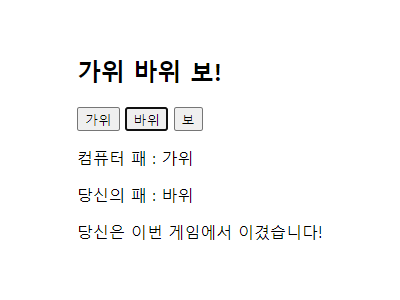 가위 바위 보!
가위 바위 보
컴퓨터 패 : 가위
당신의 패 : 바위
당신은 이번 게임에서 이겼습니다!